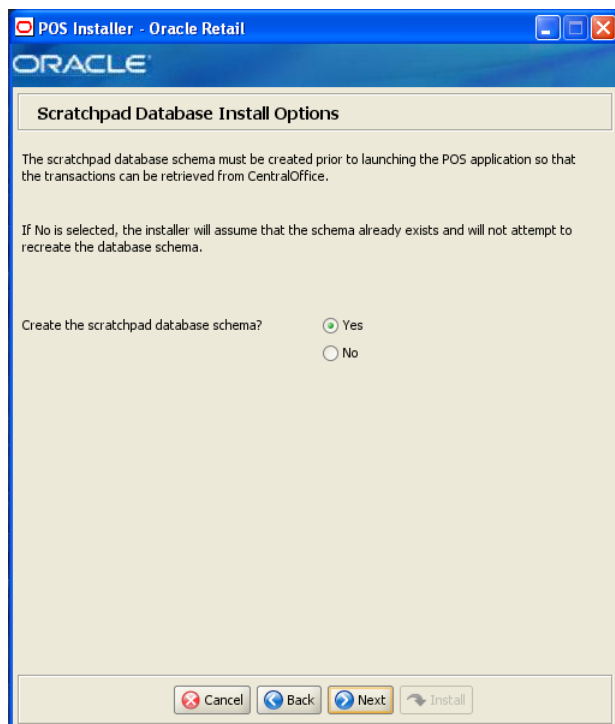 POS Installer - Oracle Retail
ORACLE
Scratchpad Database Install Options
The scratchpad database schema must be created prior to launching the POS application so that
the transactions can be retrieved from CentralOffice.
If No is selected, the installer will assume that the schema already exists and will not attempt to
recreate the database schema.
Create the scratchpad database schema?
Yes
No
Cancel
Back
Next
Install